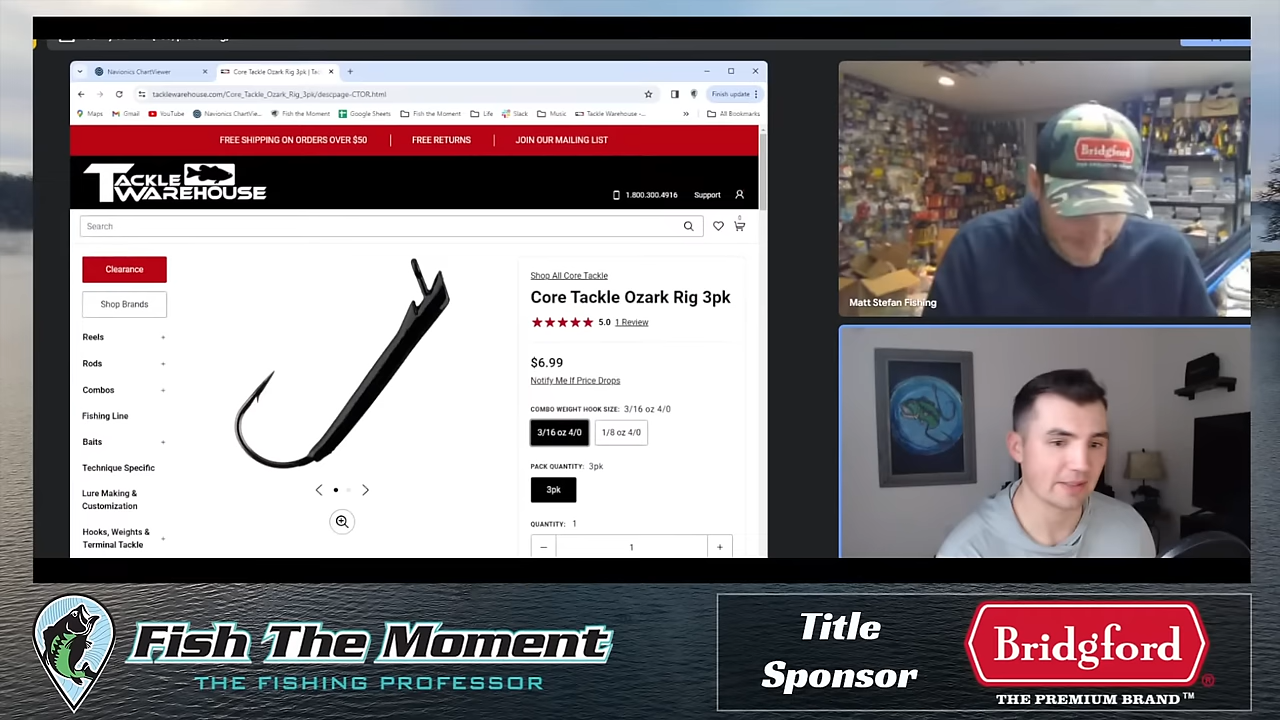 Navionics ChartViewer
Core Tackle Ozark Rig 3pk | Tac
tacklewarehouse.com/Core_Tackle_Ozark_Rig_3pk/descpage-CTOR.html
Finish update
Maps
Gmail
YouTube
Navionics ChartVie...
Fish the Moment
Google Sheets
Fish the Moment
Life
Slack
Music
Tackle Warehouse -...
»
All Bookmarks
FREE SHIPPING ON ORDERS OVER $50
FREE RETURNS
JOIN OUR MAILING LIST
TACKLE
WAREHOUSE
1.800.300.4916
Support
Search
0
Clearance
Shop Brands
Reels +
Rods +
Combos +
Fishing Line
Baits +
Technique Specific
Lure Making &
Customization
Hooks, Weights & +
Terminal Tackle
Shop All Core Tackle
Core Tackle Ozark Rig 3pk
5.0 1 Review
$6.99
Notify Me If Price Drops
COMBO WEIGHT HOOK SIZE: 3/16 oz 4/0
3/16 oz 4/0
1/8 oz 4/0
PACK QUANTITY: 3pk
3pk
QUANTITY: 1
− 1 +
Bridgford
Matt Stefan Fishing
Fish The Moment
THE FISHING PROFESSOR
Title
Sponsor
Bridgford
®
THE PREMIUM BRAND™